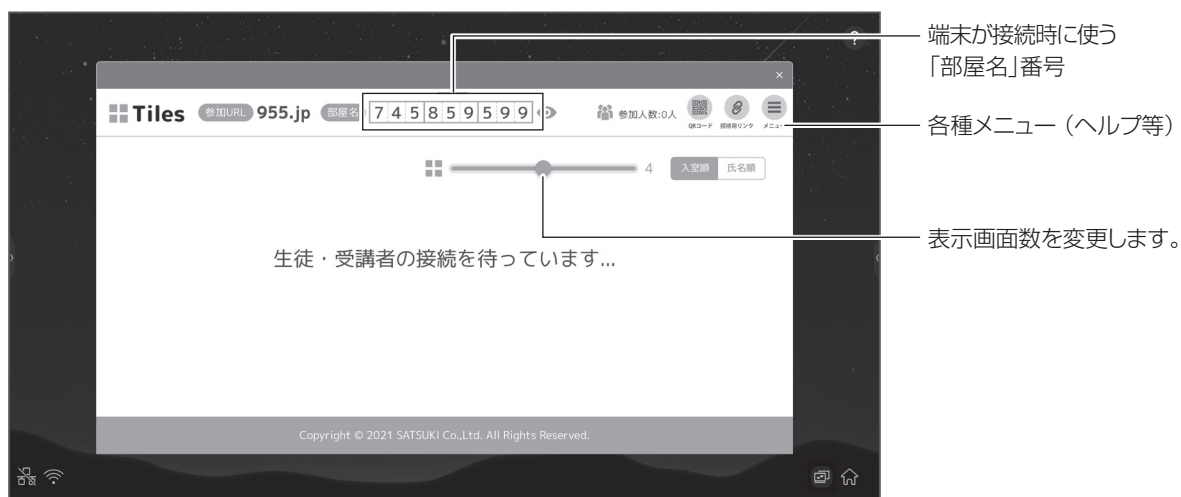 端末が接続時に使う
「部屋名」番号
?
×
Tiles 参加URL 955.jp 部屋名 745859599 参加人数:0人
QRコード 接続用リンク メニュー
各種メニュー（ヘルプ等）
4 入室順 氏名順
表示画面数を変更します。
生徒・受講者の接続を待っています...
Copyright © 2021 SATSUKI Co.,Ltd. All Rights Reserved.